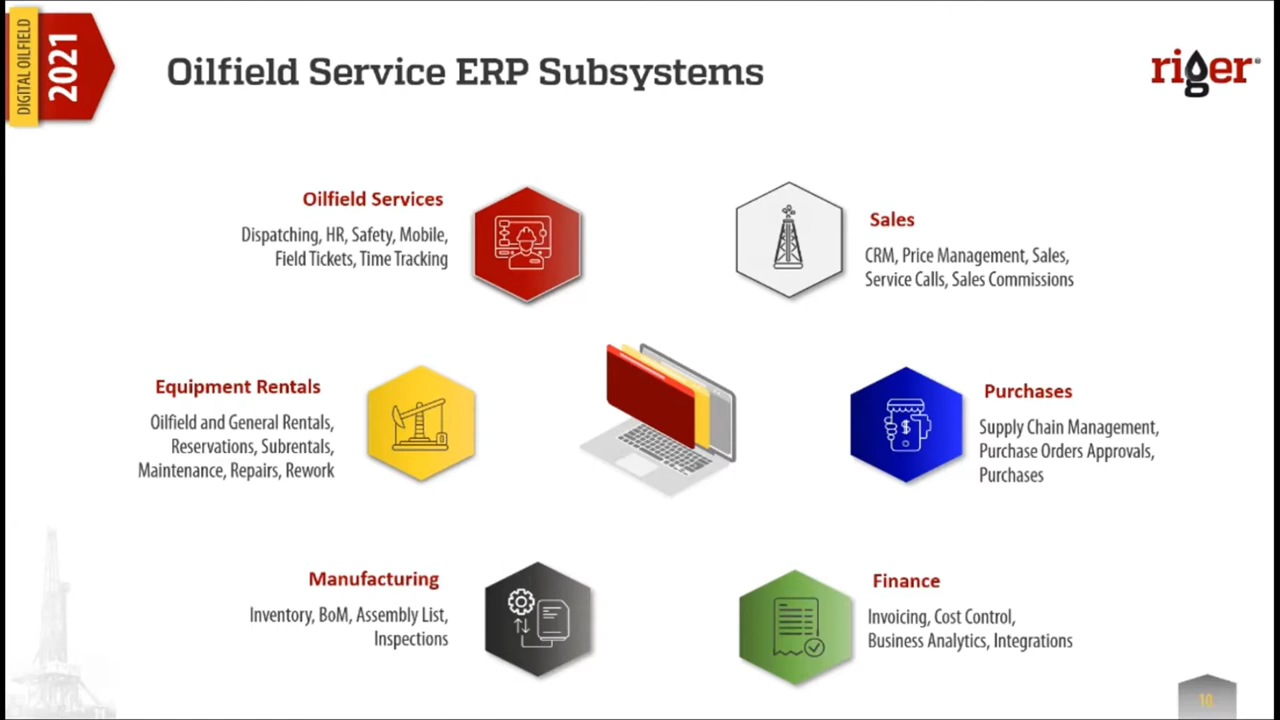 DIGITAL OILFIELD
2021
Oilfield Service ERP Subsystems
riger®
Oilfield Services
Dispatching, HR, Safety, Mobile,
Field Tickets, Time Tracking
Sales
CRM, Price Management, Sales,
Service Calls, Sales Commissions
Equipment Rentals
Oilfield and General Rentals,
Reservations, Subrentals,
Maintenance, Repairs, Rework
Purchases
Supply Chain Management,
Purchase Orders Approvals,
Purchases
$
Manufacturing
Inventory, BoM, Assembly List,
Inspections
Finance
Invoicing, Cost Control,
Business Analytics, Integrations
10